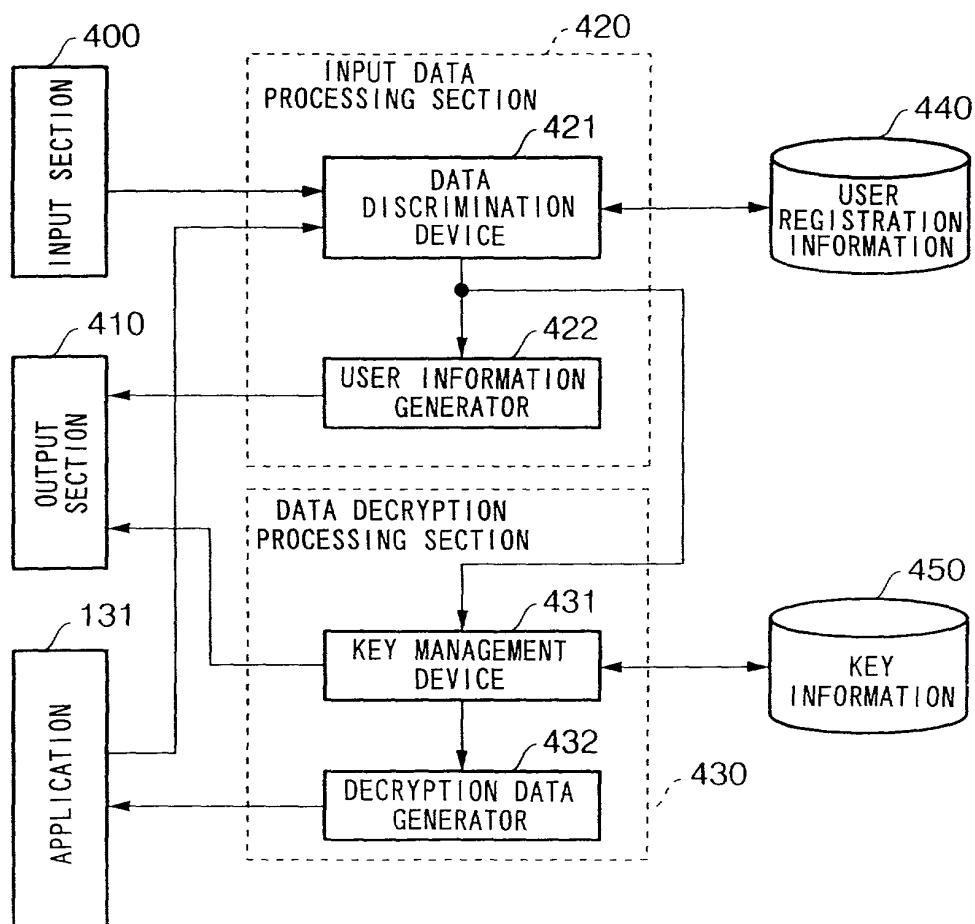 400
INPUT SECTION
420
INPUT DATA
PROCESSING SECTION
421
DATA
DISCRIMINATION
DEVICE
440
USER
REGISTRATION
INFORMATION
410
OUTPUT
SECTION
422
USER INFORMATION
GENERATOR
DATA DECRYPTION
PROCESSING SECTION
131
APPLICATION
431
KEY MANAGEMENT
DEVICE
450
KEY
INFORMATION
432
DECRYPTION DATA
GENERATOR
430